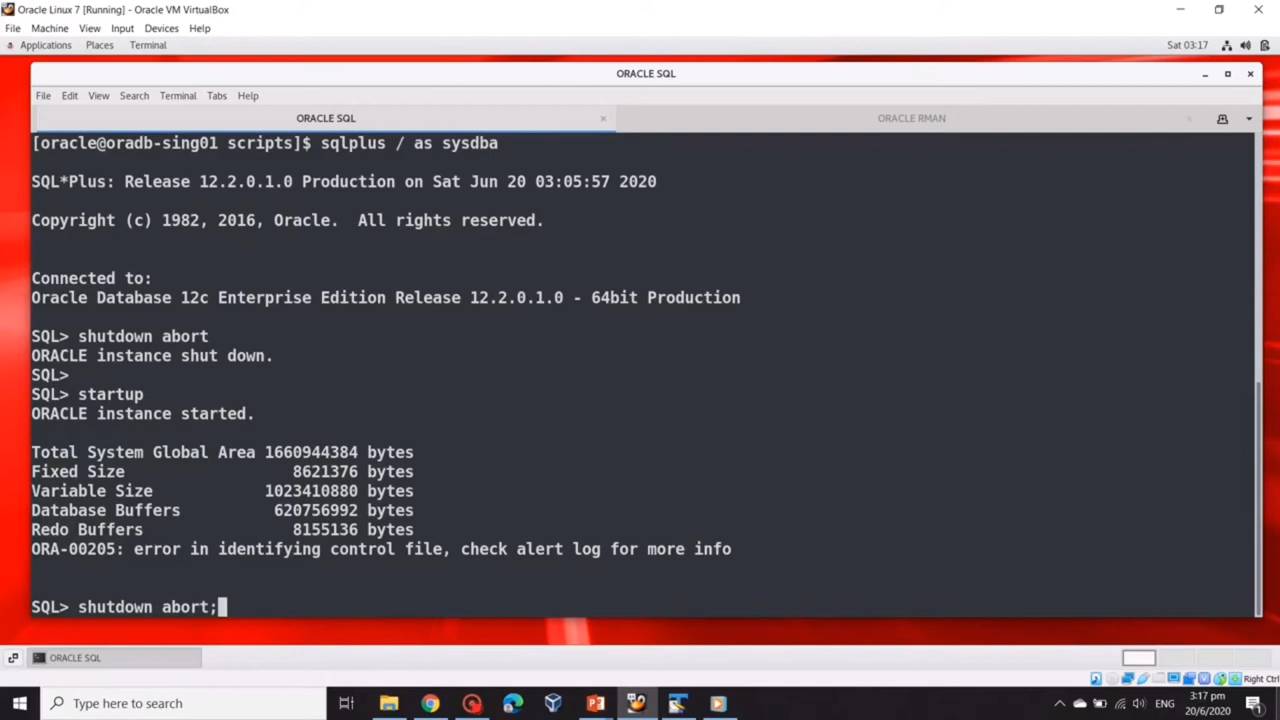 Oracle Linux 7 [Running] - Oracle VM VirtualBox
File Machine View Input Devices Help
Applications Places Terminal Sat 03:17
ORACLE SQL
File Edit View Search Terminal Tabs Help
ORACLE SQL ORACLE RMAN
[oracle@oradb-sing01 scripts]$ sqlplus / as sysdba
SQL*Plus: Release 12.2.0.1.0 Production on Sat Jun 20 03:05:57 2020
Copyright (c) 1982, 2016, Oracle.  All rights reserved.
Connected to:
Oracle Database 12c Enterprise Edition Release 12.2.0.1.0 - 64bit Production
SQL> shutdown abort
ORACLE instance shut down.
SQL>
SQL> startup
ORACLE instance started.
Total System Global Area 1660944384 bytes
Fixed Size                  8621376 bytes
Variable Size            1023410880 bytes
Database Buffers          620756992 bytes
Redo Buffers                8155136 bytes
ORA-00205: error in identifying control file, check alert log for more info
SQL> shutdown abort;
ORACLE SQL
Right Ctrl
Type here to search
ENG
3:17 pm
20/6/2020
1